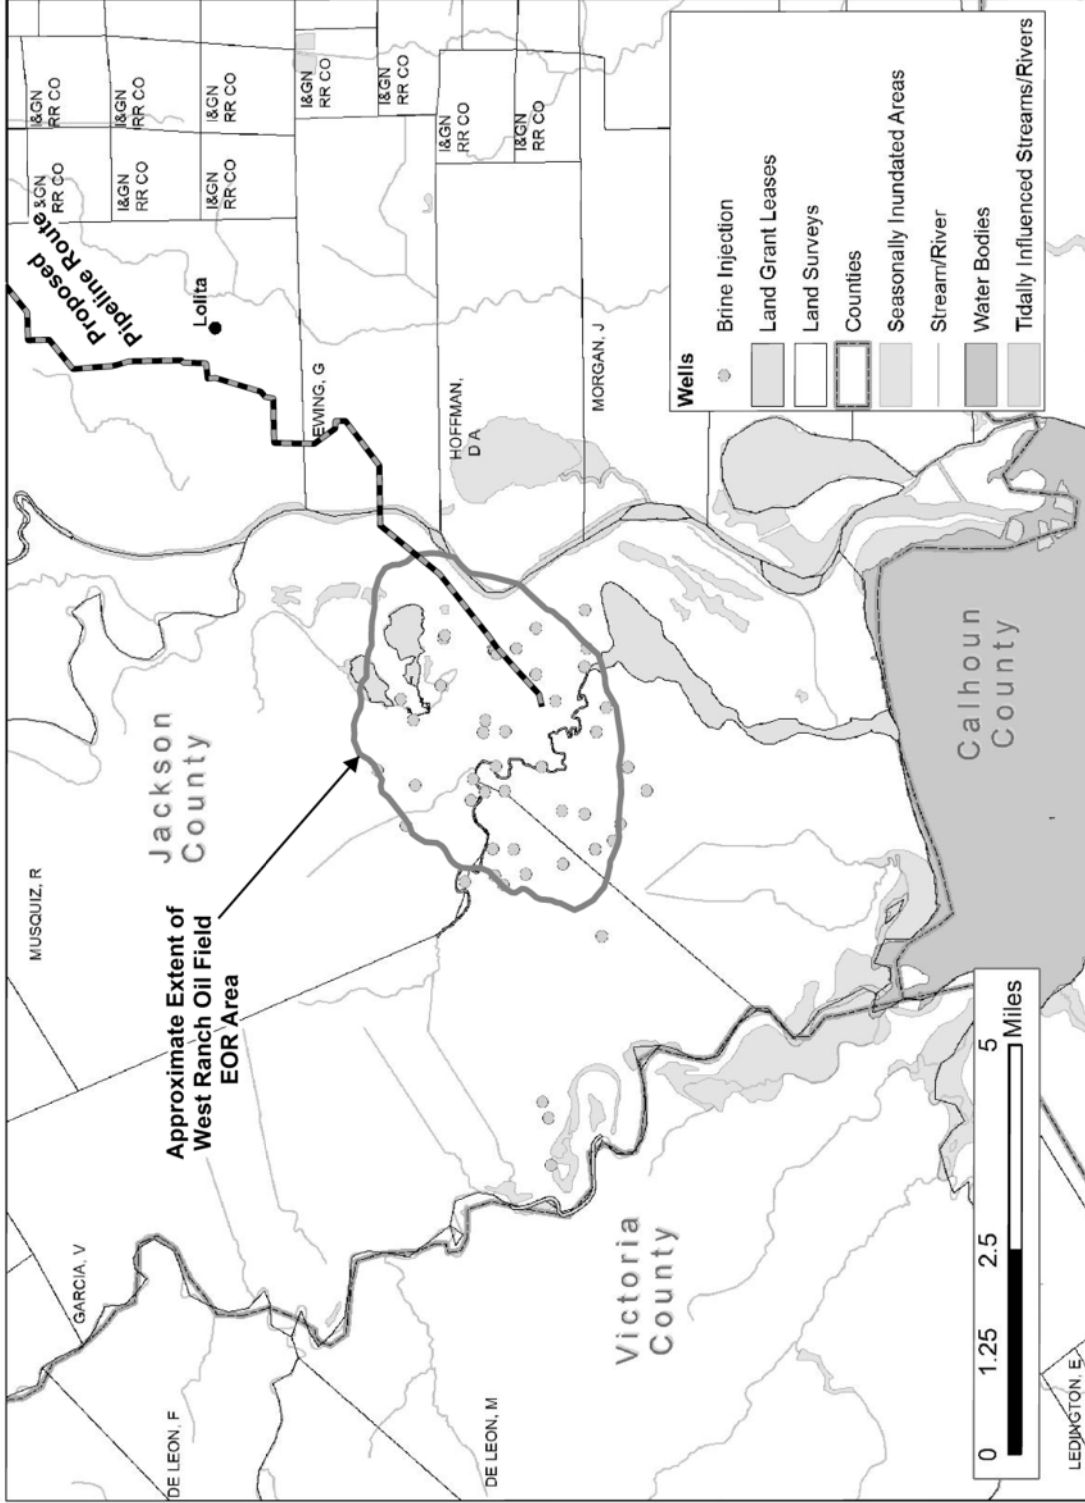 MUSQUIZ, R
GARCIA, V
DE LEON, F
DE LEON, M
LEDINGTON, E
Jackson
County
Victoria
County
Calhoun
County
Approximate Extent of
West Ranch Oil Field
EOR Area
Proposed
Pipeline Route
Lolita
EWING, G
HOFFMAN,
D A
MORGAN, J
&GN
RR CO
I&GN
RR CO
I&GN
RR CO
I&GN
RR CO
I&GN
RR CO
I&GN
RR CO
I&GN
RR CO
I&GN
RR CO
I&GN
RR CO
I&GN
RR CO
Wells
Brine Injection
Land Grant Leases
Land Surveys
Counties
Seasonally Inundated Areas
Stream/River
Water Bodies
Tidally Influenced Streams/Rivers
0 1.25 2.5 5
Miles